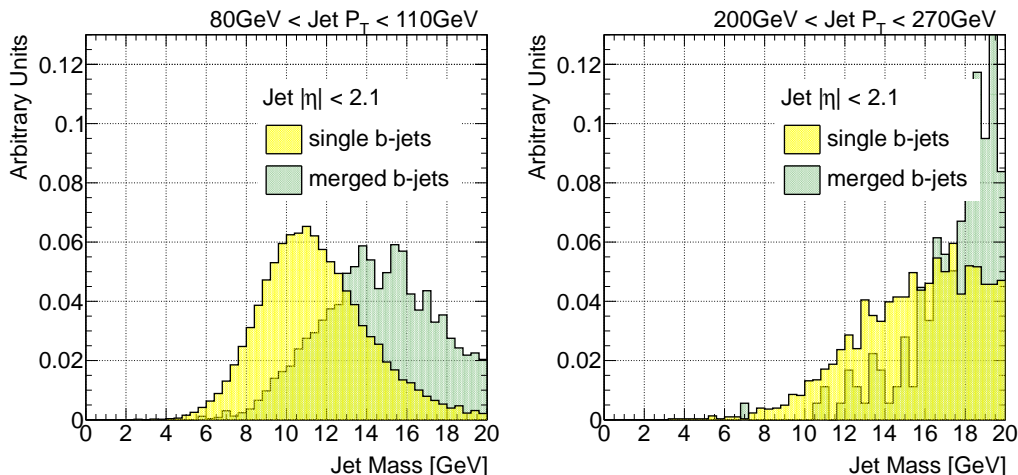 80GeV < Jet P_T < 110GeV
Arbitrary Units
0.12
0.1
0.08
0.06
0.04
0.02
0
Jet |η| < 2.1
single b-jets
merged b-jets
0 2 4 6 8 10 12 14 16 18 20
Jet Mass [GeV]
200GeV < Jet P_T < 270GeV
Arbitrary Units
0.12
0.1
0.08
0.06
0.04
0.02
0
Jet |η| < 2.1
single b-jets
merged b-jets
0 2 4 6 8 10 12 14 16 18 20
Jet Mass [GeV]